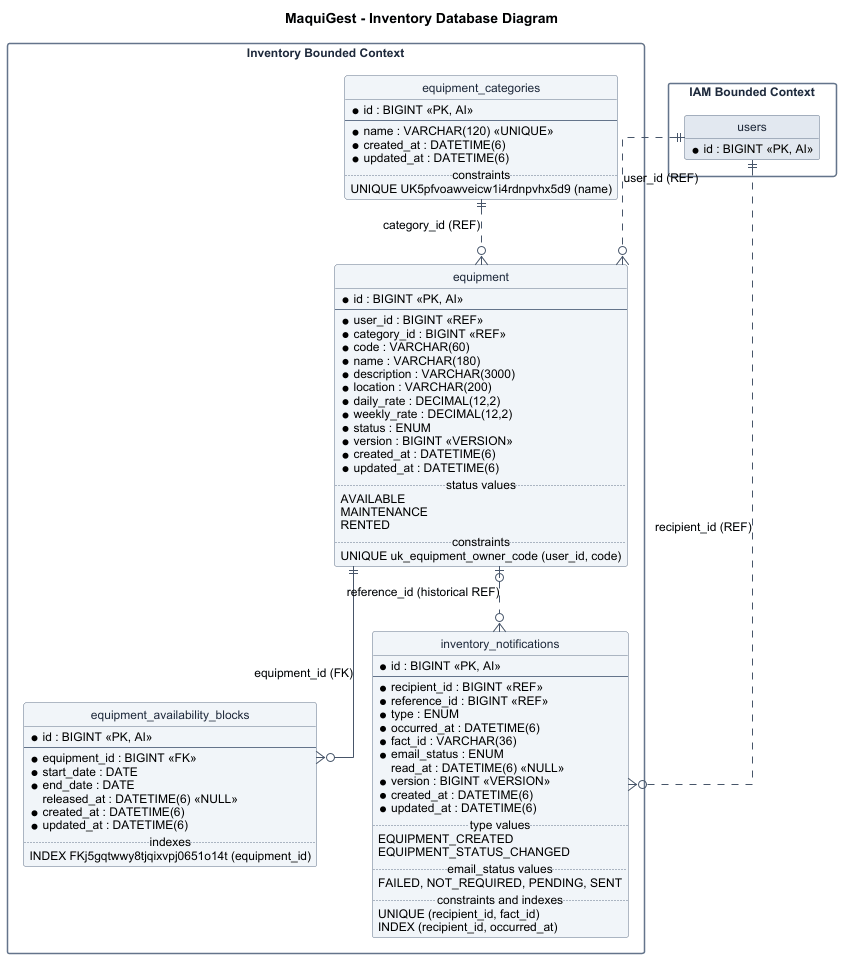 MaquiGest - Inventory Database Diagram
Inventory Bounded Context
equipment_categories
id : BIGINT «PK, AI»
name : VARCHAR(120) «UNIQUE»
created_at : DATETIME(6)
updated_at : DATETIME(6)
constraints
UNIQUE UK5pfvoawveicw1i4rdnpvhx5d9 (name)
IAM Bounded Context
users
id : BIGINT «PK, AI»
user_id (REF)
category_id (REF)
equipment
id : BIGINT «PK, AI»
user_id : BIGINT «REF»
category_id : BIGINT «REF»
code : VARCHAR(60)
name : VARCHAR(180)
description : VARCHAR(3000)
location : VARCHAR(200)
daily_rate : DECIMAL(12,2)
weekly_rate : DECIMAL(12,2)
status : ENUM
version : BIGINT «VERSION»
created_at : DATETIME(6)
updated_at : DATETIME(6)
status values
AVAILABLE
MAINTENANCE
RENTED
constraints
UNIQUE uk_equipment_owner_code (user_id, code)
recipient_id (REF)
reference_id (historical REF)
equipment_id (FK)
equipment_availability_blocks
id : BIGINT «PK, AI»
equipment_id : BIGINT «FK»
start_date : DATE
end_date : DATE
released_at : DATETIME(6) «NULL»
created_at : DATETIME(6)
updated_at : DATETIME(6)
indexes
INDEX FKj5gqtwwy8tjqixvpj0651o14t (equipment_id)
inventory_notifications
id : BIGINT «PK, AI»
recipient_id : BIGINT «REF»
reference_id : BIGINT «REF»
type : ENUM
occurred_at : DATETIME(6)
fact_id : VARCHAR(36)
email_status : ENUM
read_at : DATETIME(6) «NULL»
version : BIGINT «VERSION»
created_at : DATETIME(6)
updated_at : DATETIME(6)
type values
EQUIPMENT_CREATED
EQUIPMENT_STATUS_CHANGED
email_status values
FAILED, NOT_REQUIRED, PENDING, SENT
constraints and indexes
UNIQUE (recipient_id, fact_id)
INDEX (recipient_id, occurred_at)